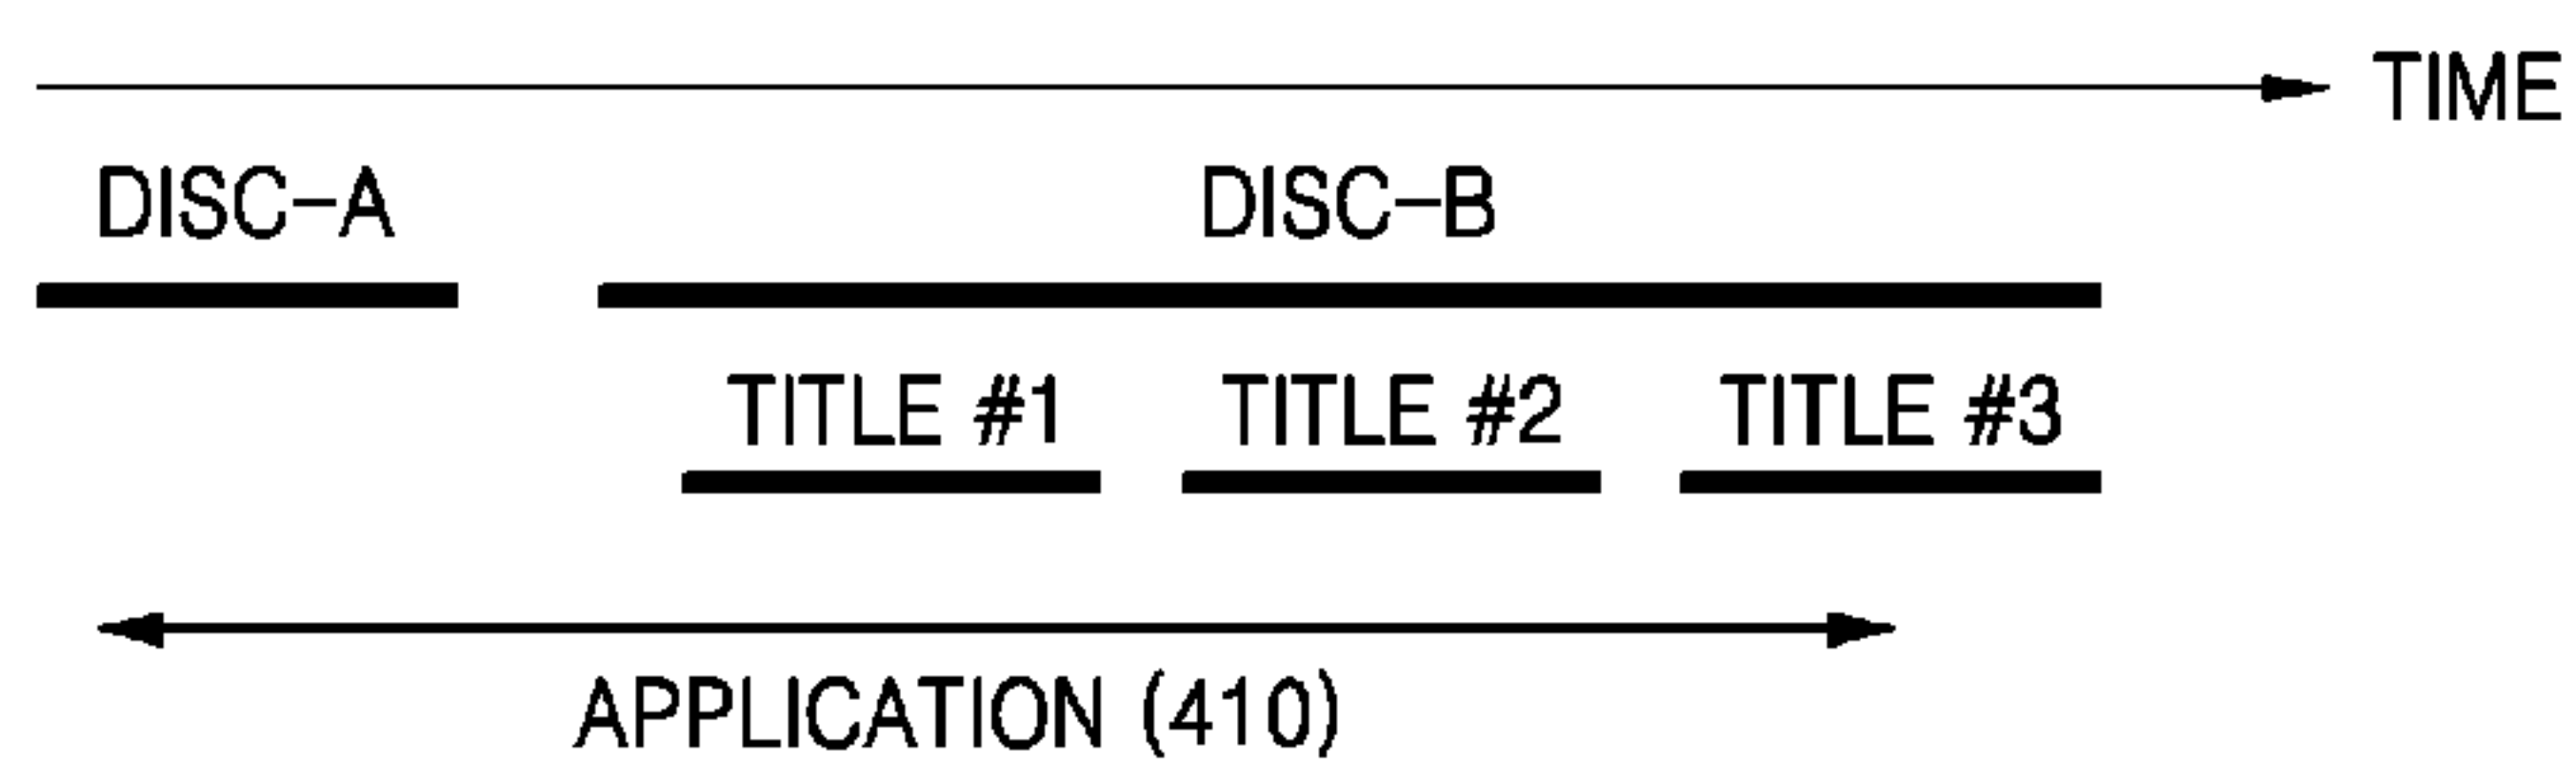 TIME
DISC-A DISC-B
TITLE #1 TITLE #2 TITLE #3
APPLICATION (410)